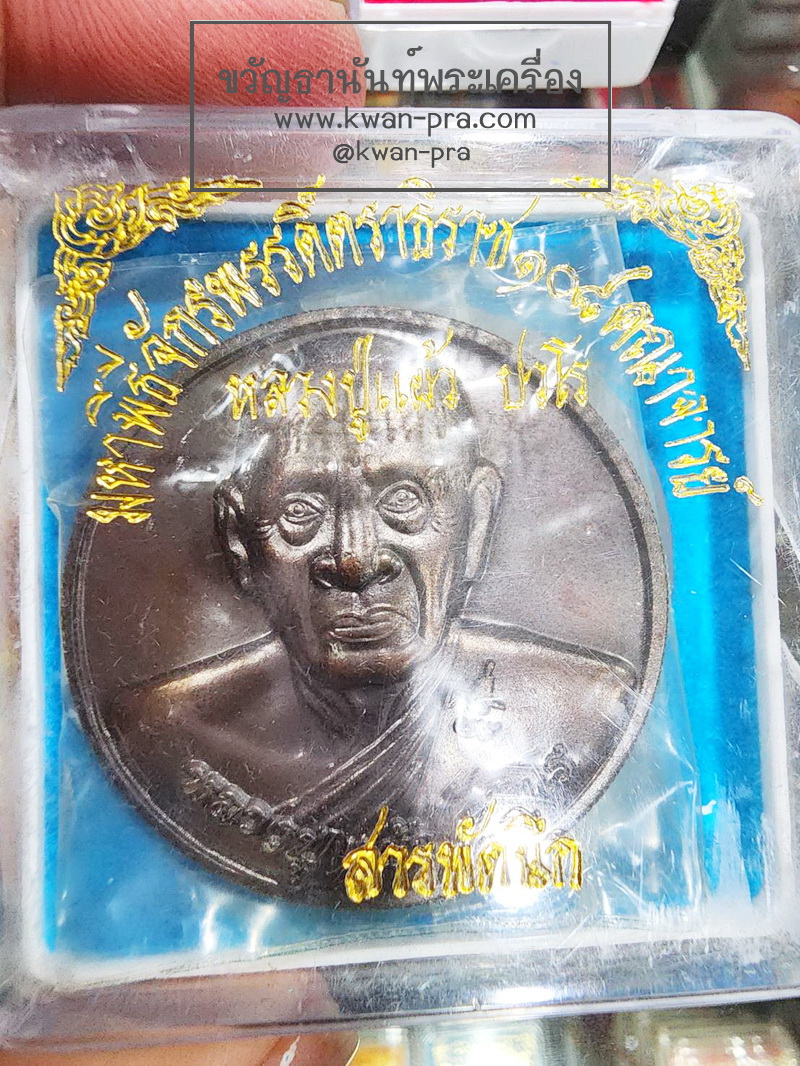 ขวัญธานันท์พระเครื่อง
www.kwan-pra.com
@kwan-pra
มหาพิธีจักรพรรดิ์ตราธิราช ๑๐๘ คณาจารย์
หลวงปู่แผ้ว ปวโร
สารพัดนึก